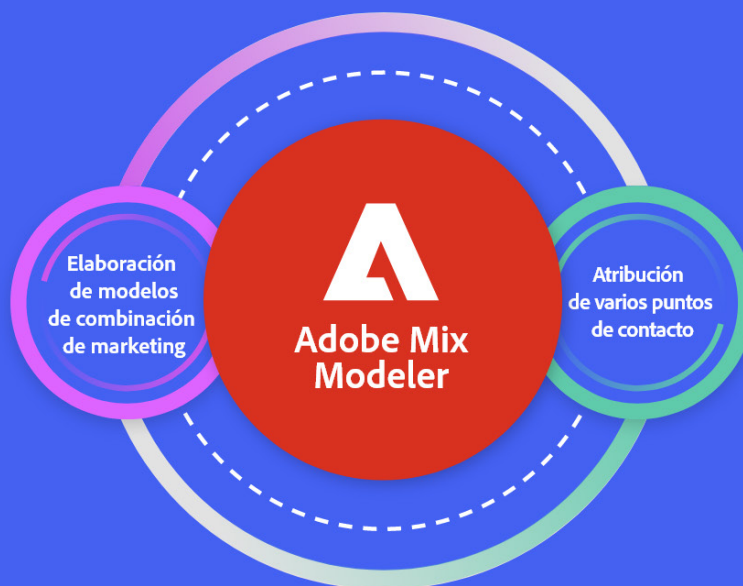 Elaboración
de modelos
de combinación
de marketing
Adobe Mix
Modeler
Atribución
de varios puntos
de contacto